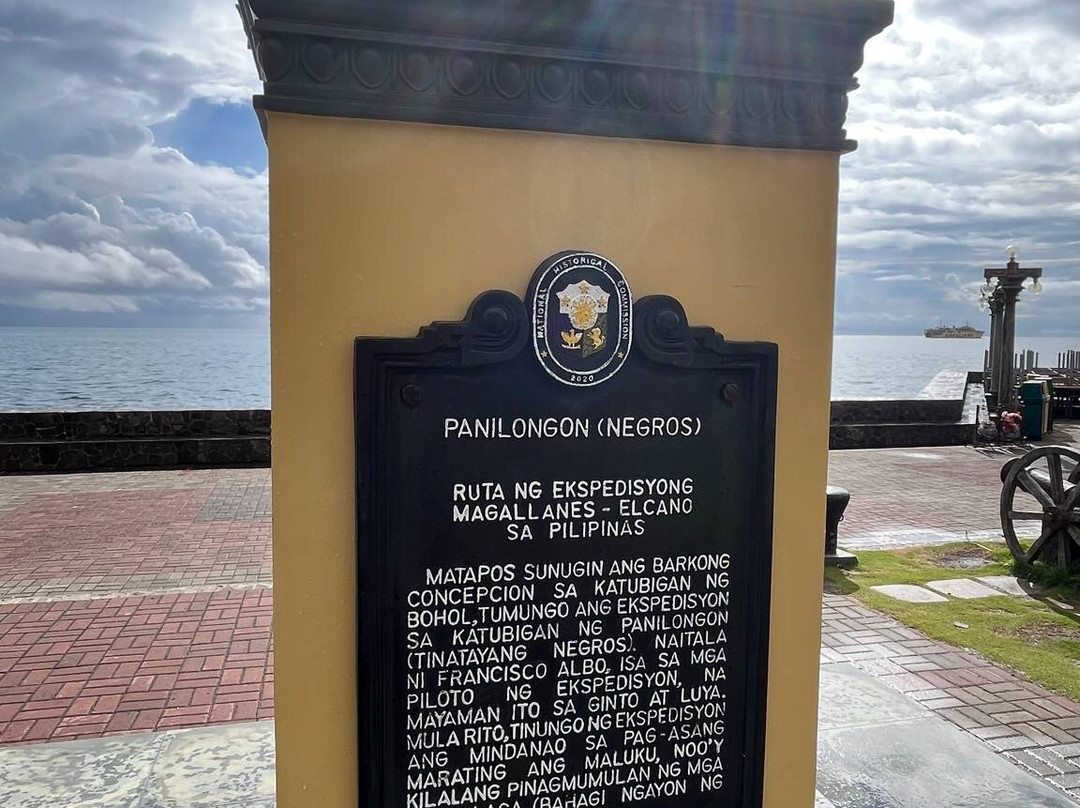 NATIONAL HISTORICAL COMMISSION
2020
PANILONGON (NEGROS)
RUTA NG EKSPEDISYONG
MAGALLANES - ELCANO
SA PILIPINAS
MATAPOS SUNUGIN ANG BARKONG
CONCEPCION SA KATUBIGAN NG
BOHOL, TUMUNGO ANG EKSPEDISYON
SA KATUBIGAN NG PANILONGON
(TINATAYANG NEGROS). NAITALA
NI FRANCISCO ALBO, ISA SA MGA
PILOTO NG EKSPEDISYON, NA
MAYAMAN ITO SA GINTO AT LUYA.
MULA RITO, TINUNGO NG EKSPEDISYON
ANG MINDANAO SA PAG-ASANG
MARATING ANG MALUKU, NOO'Y
KILALANG PINAGMUMULAN NG MGA
(BAHAGI NGAYON NG